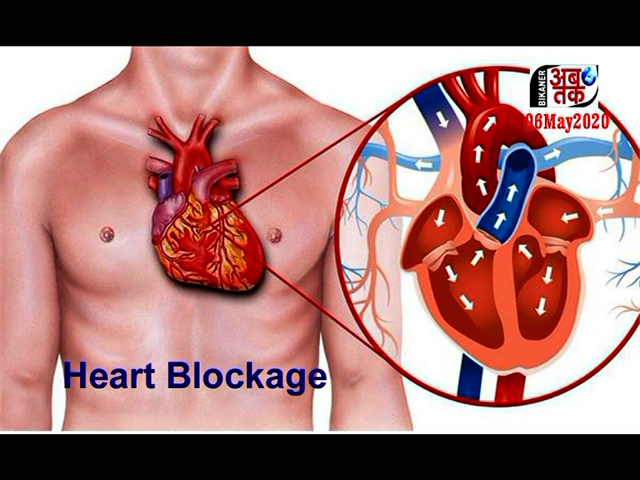 BIKANER
अब
तक
06May2020
Heart Blockage